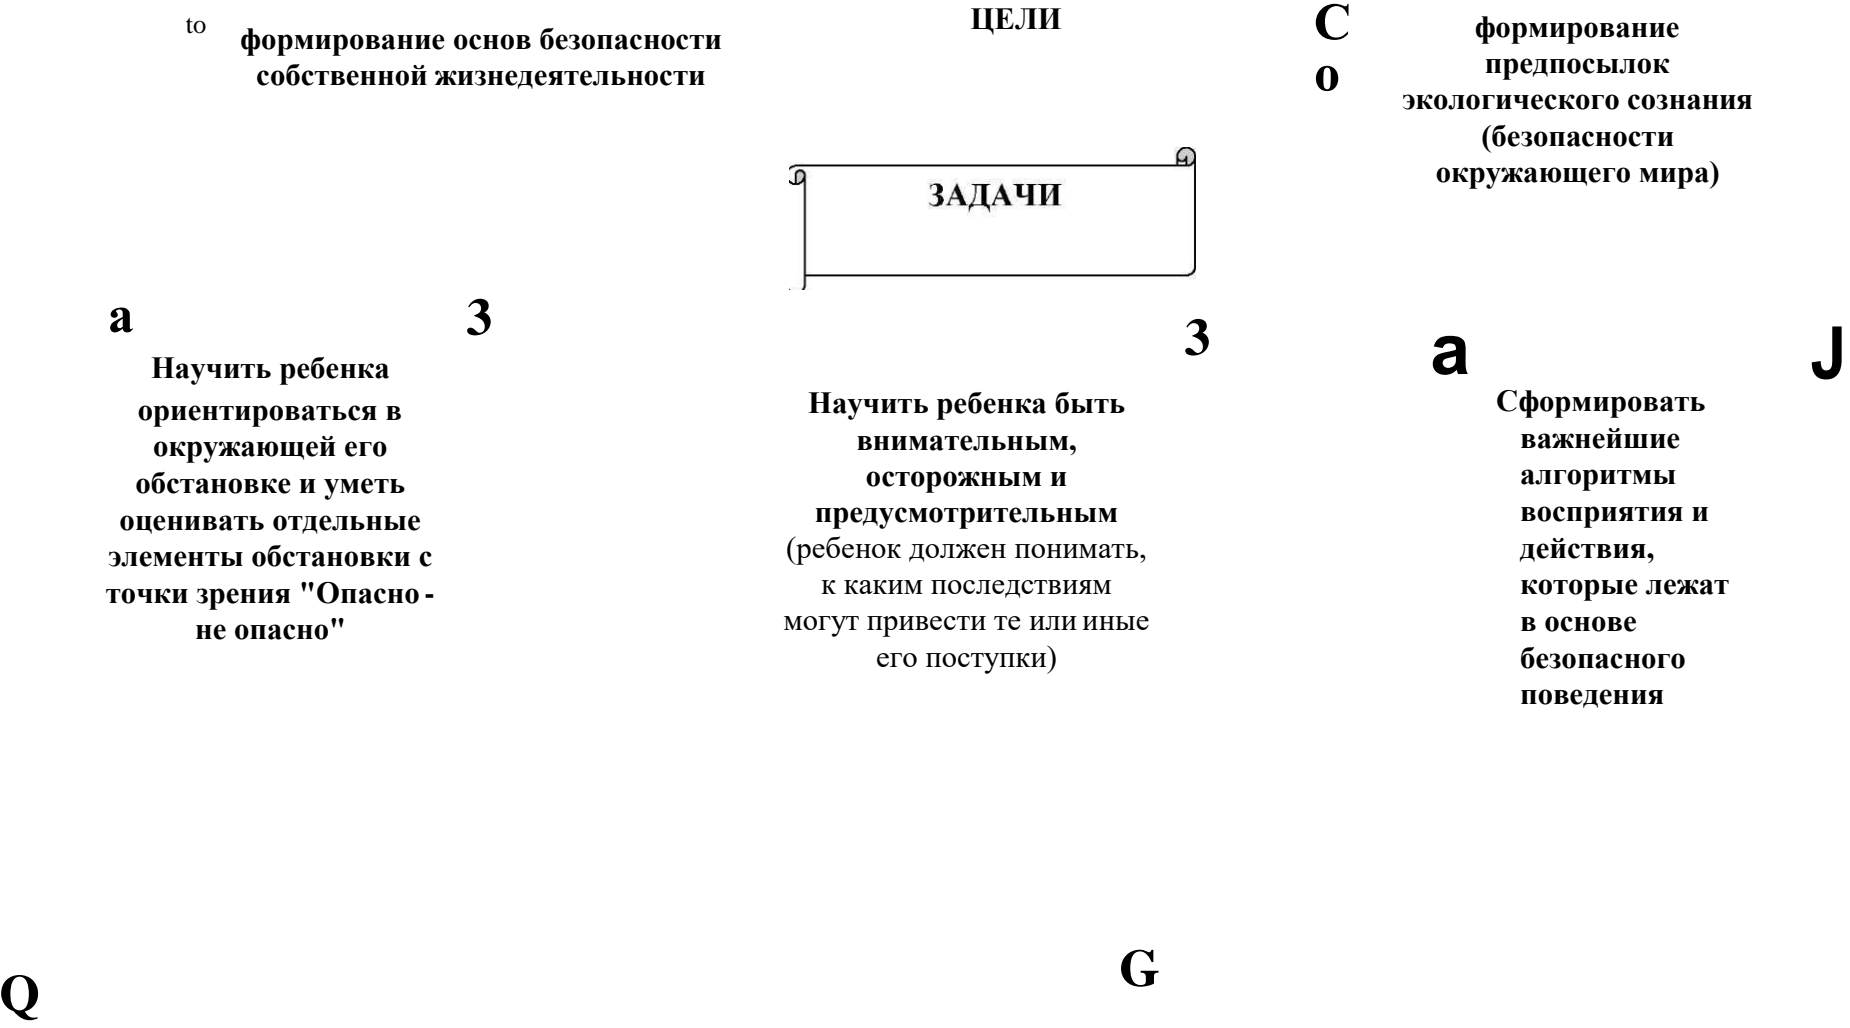 to
формирование основ безопасности
собственной жизнедеятельности
ЦЕЛИ
С
о
формирование
предпосылок
экологического сознания
(безопасности
окружающего мира)
ЗАДАЧИ
а
3
Научить ребенка
ориентироваться в
окружающей его
обстановке и уметь
оценивать отдельные
элементы обстановки с
точки зрения "Опасно -
не опасно"
3
Научить ребенка быть
внимательным,
осторожным и
предусмотрительным
(ребенок должен понимать,
к каким последствиям
могут привести те или иные
его поступки)
а
J
Сформировать
важнейшие
алгоритмы
восприятия и
действия,
которые лежат
в основе
безопасного
поведения
G
Q